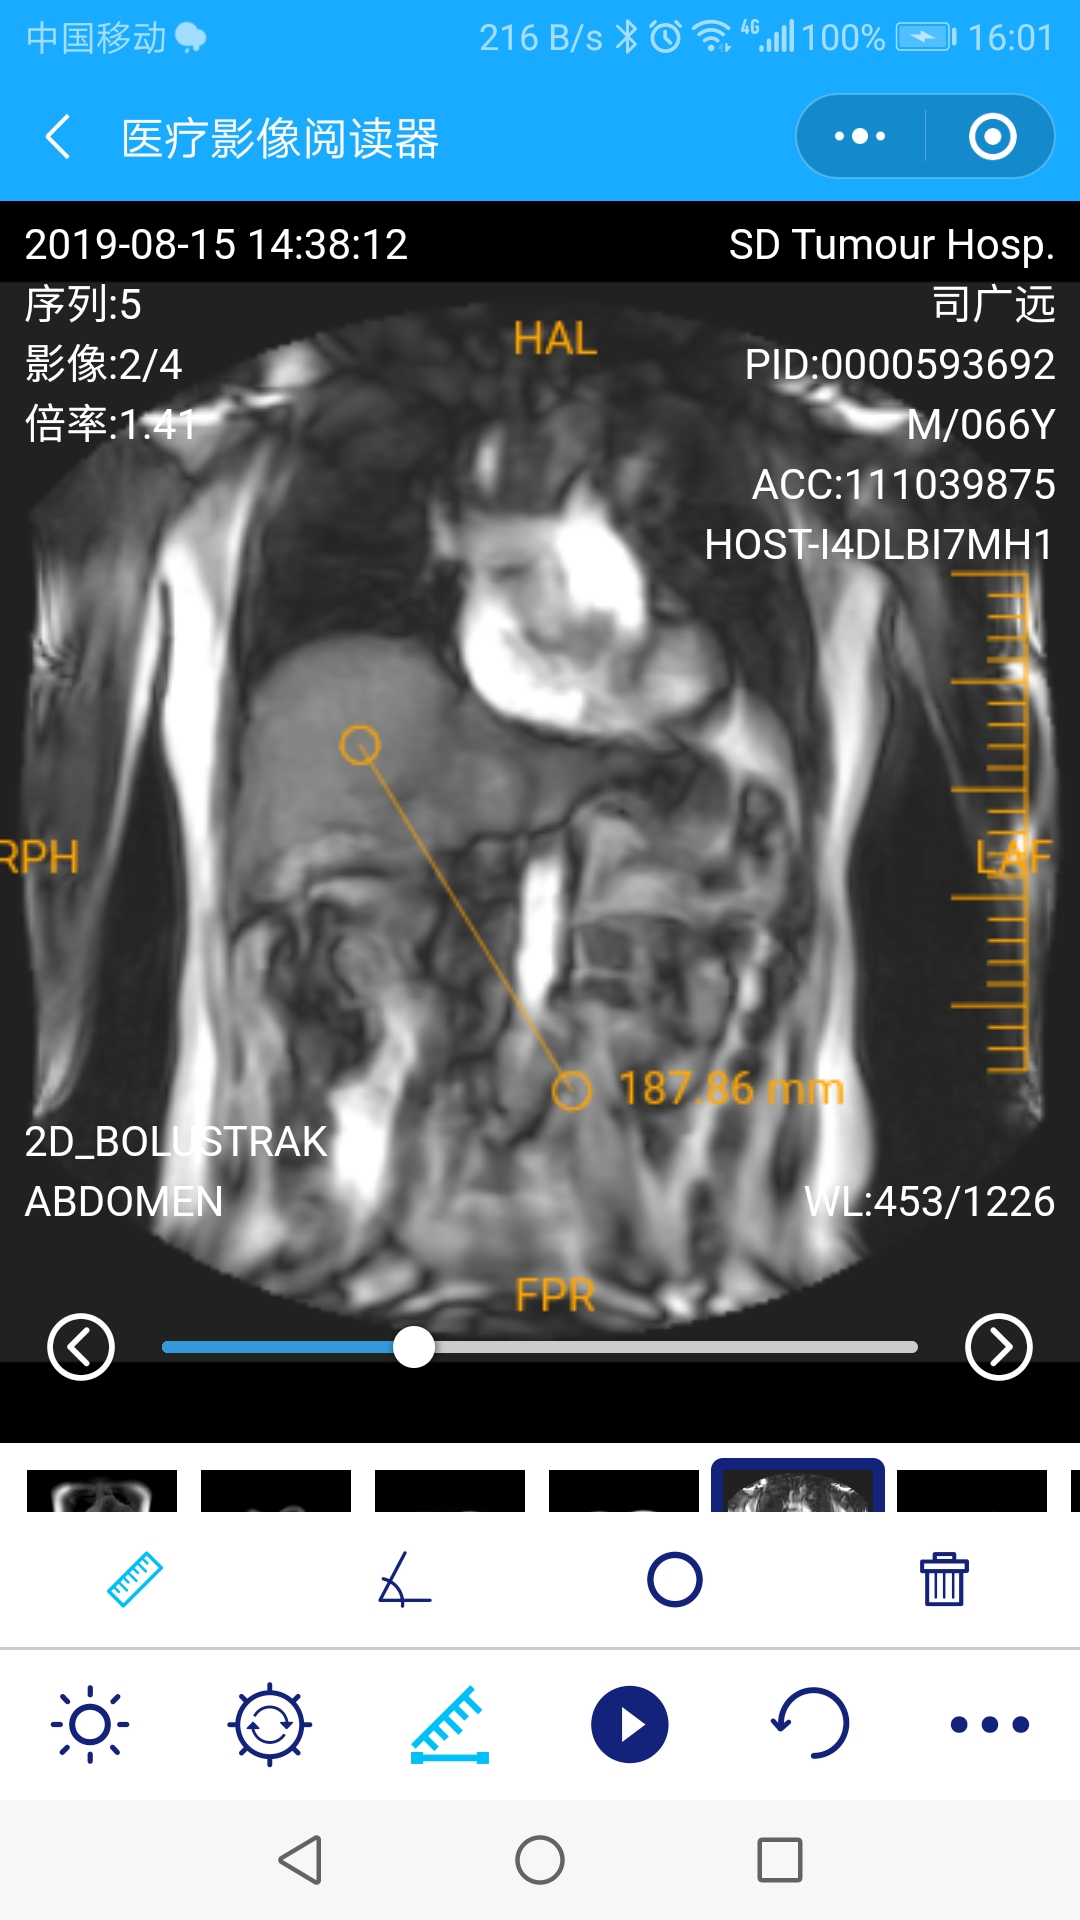 中国移动 216 B/s 4G 100% 16:01
医疗影像阅读器
2019-08-15 14:38:12 SD Tumour Hosp.
序列:5 司广远
影像:2/4 PID:0000593692
倍率:1.41 M/066Y
ACC:111039875
HOST-I4DLBI7MH1
HAL
RPH LAF
187.86 mm
2D_BOLUSTRAK
ABDOMEN WL:453/1226
FPR